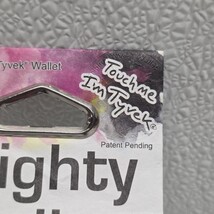 Tyvek® Wallet
Touch me
I'm Tyvek®
Patent Pending
ighty